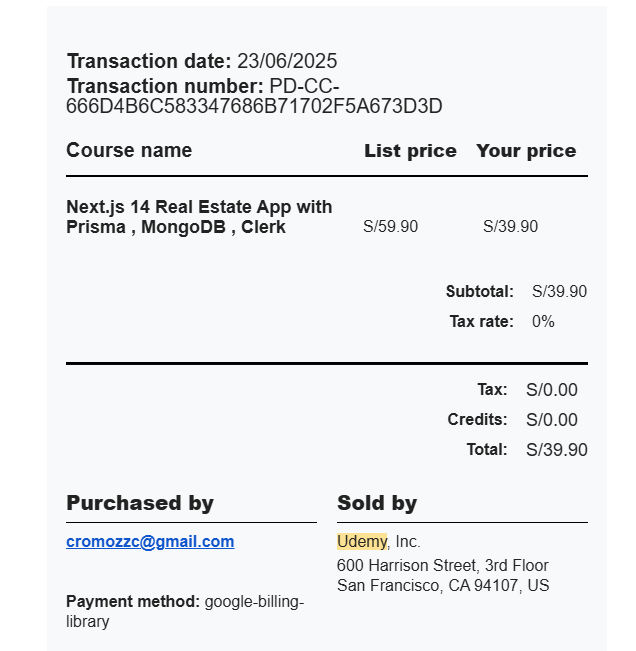 Transaction date: 23/06/2025
Transaction number: PD-CC-
666D4B6C583347686B71702F5A673D3D
Course name List price Your price
Next.js 14 Real Estate App with
Prisma , MongoDB , Clerk S/59.90 S/39.90
Subtotal: S/39.90
Tax rate: 0%
Tax: S/0.00
Credits: S/0.00
Total: S/39.90
Purchased by
cromozzc@gmail.com
Payment method: google-billing-
library
Sold by
Udemy, Inc.
600 Harrison Street, 3rd Floor
San Francisco, CA 94107, US